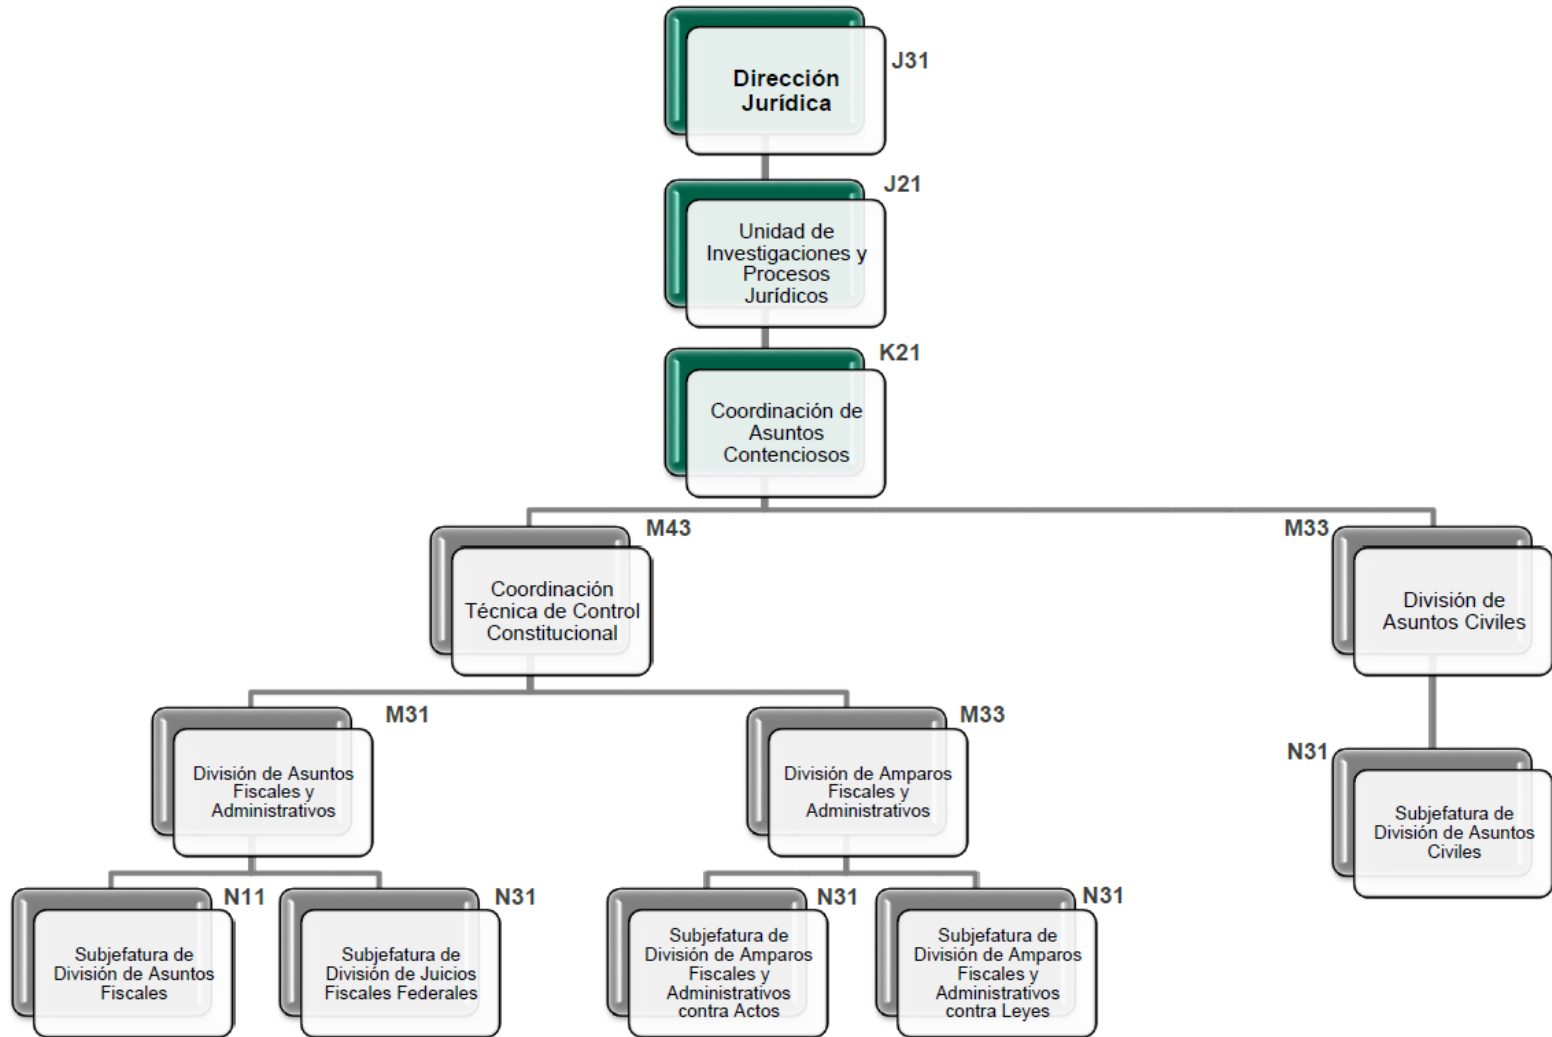 J31
Dirección
Jurídica
J21
Unidad de
Investigaciones y
Procesos
Jurídicos
K21
Coordinación de
Asuntos
Contenciosos
M43
Coordinación
Técnica de Control
Constitucional
M33
División de
Asuntos Civiles
M31
División de Asuntos
Fiscales y
Administrativos
M33
División de Amparos
Fiscales y
Administrativos
N31
Subjefatura de
División de Asuntos
Civiles
N11
Subjefatura de
División de Asuntos
Fiscales
N31
Subjefatura de
División de Juicios
Fiscales Federales
N31
Subjefatura de
División de Amparos
Fiscales y
Administrativos
contra Actos
N31
Subjefatura de
División de Amparos
Fiscales y
Administrativos
contra Leyes